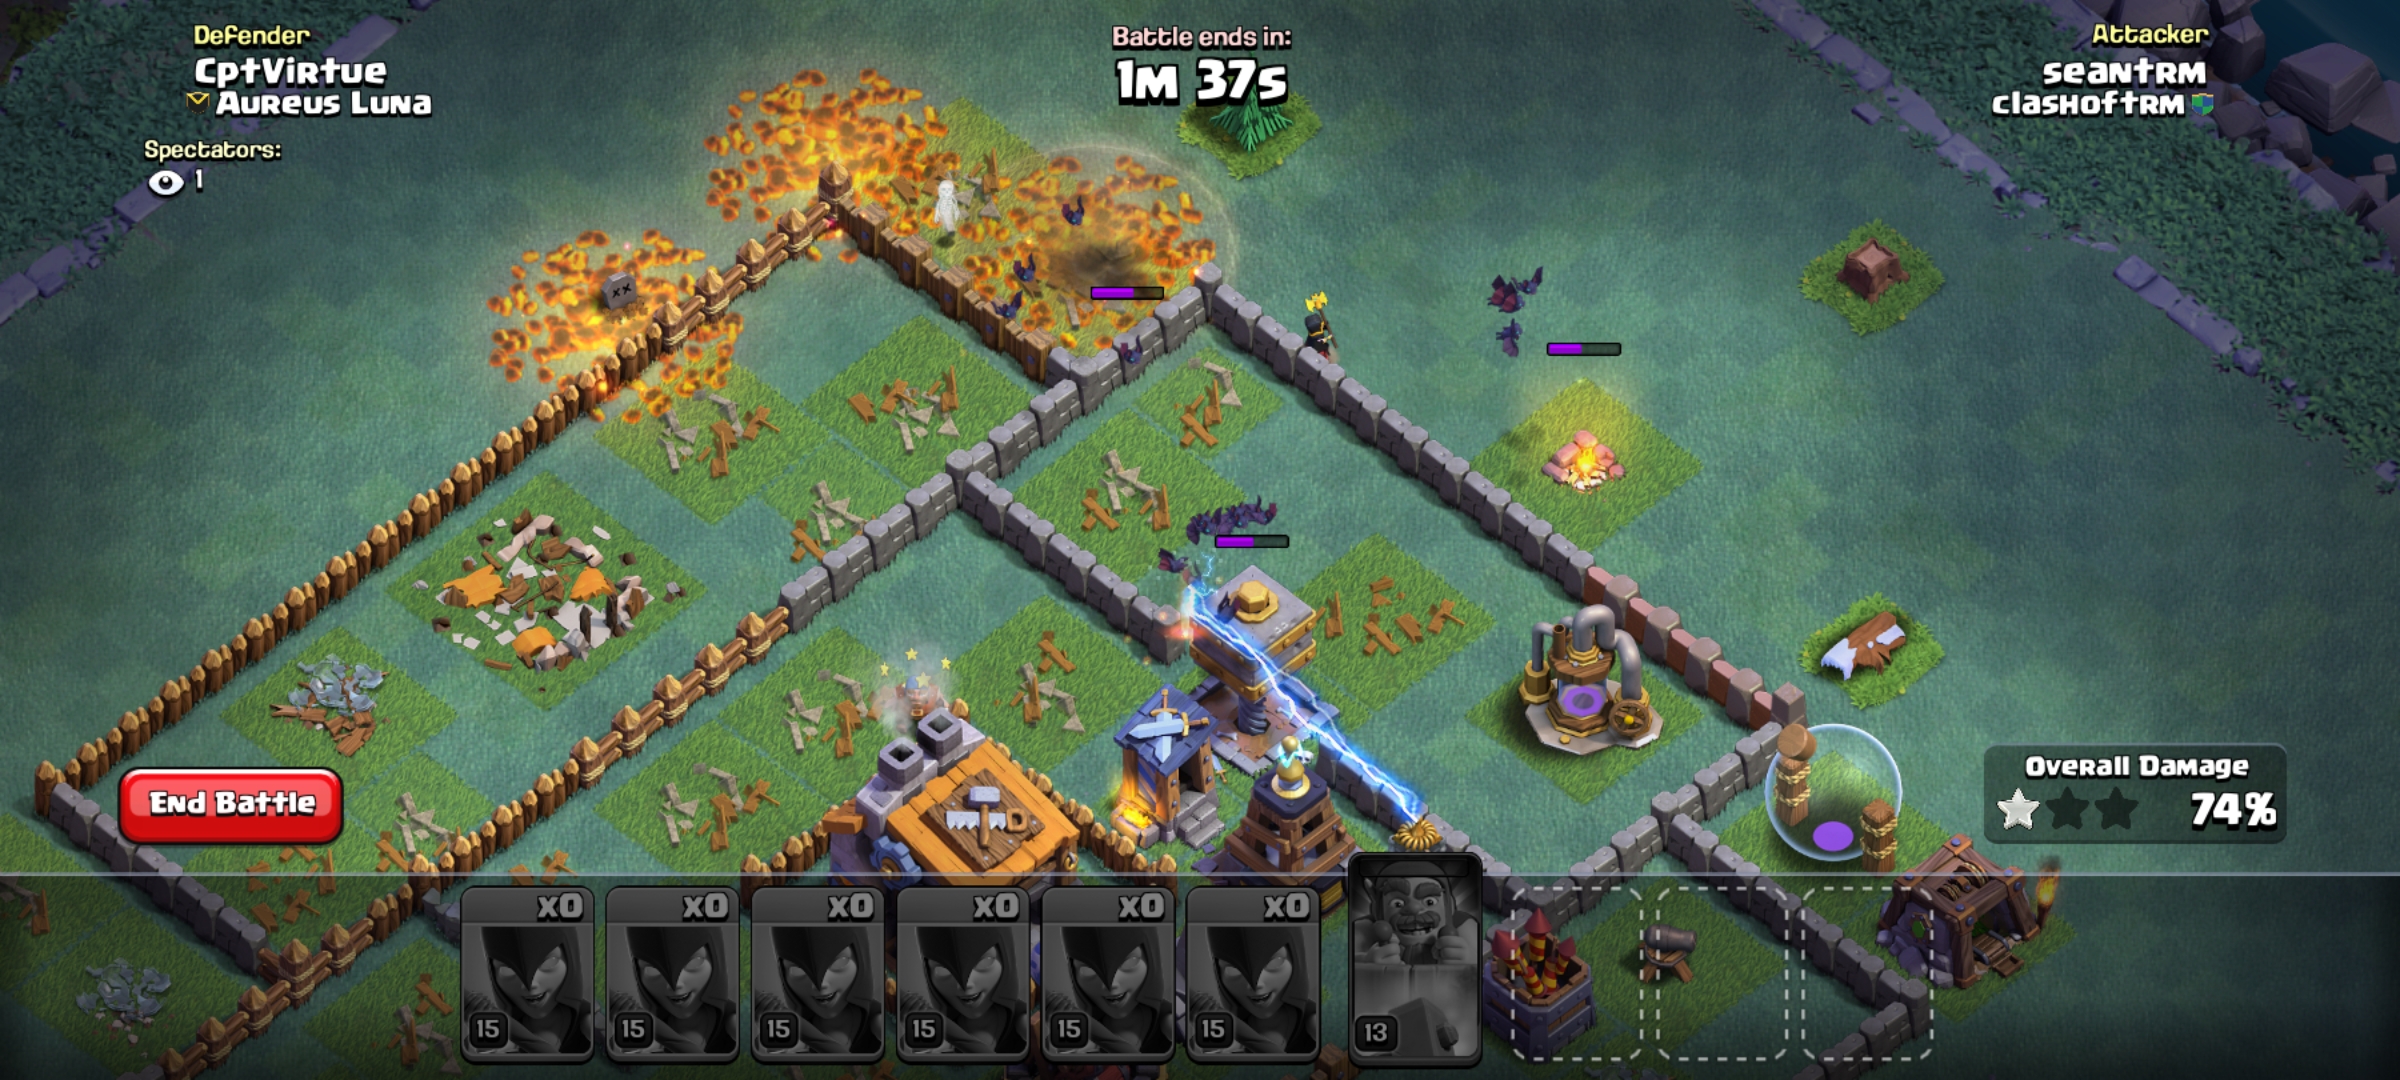 Defender
CptVirtue
Aureus Luna
Spectators:
1
Battle ends in:
1M 37s
Attacker
seantRM
clashoftRM
End Battle
Overall Damage
74%
x0
x0
x0
x0
x0
x0
15
15
15
15
15
15
13